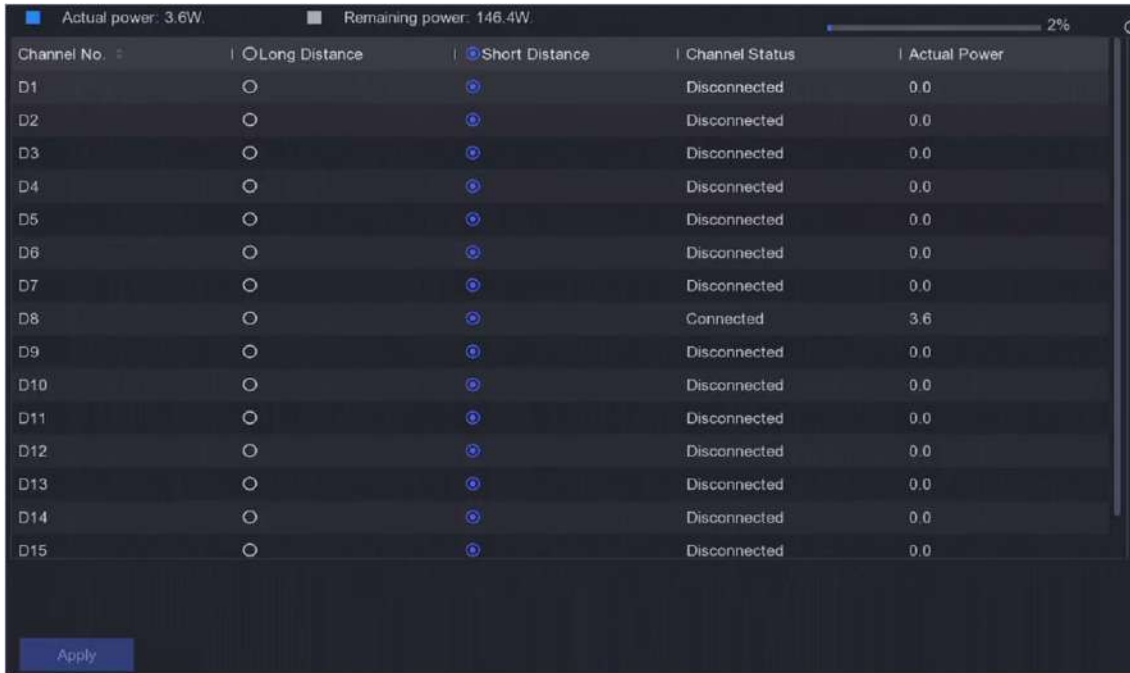 Actual power: 3.6W. Remaining power: 146.4W. 2%
Channel No. Long Distance Short Distance Channel Status Actual Power
D1 Disconnected 0.0
D2 Disconnected 0.0
D3 Disconnected 0.0
D4 Disconnected 0.0
D5 Disconnected 0.0
D6 Disconnected 0.0
D7 Disconnected 0.0
D8 Connected 3.6
D9 Disconnected 0.0
D10 Disconnected 0.0
D11 Disconnected 0.0
D12 Disconnected 0.0
D13 Disconnected 0.0
D14 Disconnected 0.0
D15 Disconnected 0.0
Apply